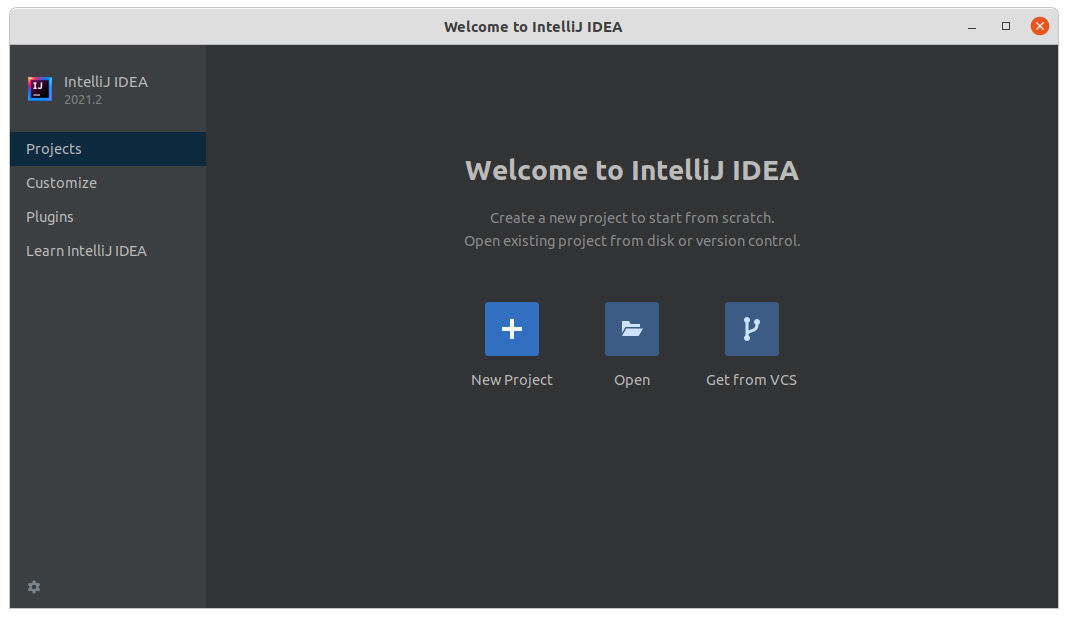 Welcome to IntelliJ IDEA
IJ
IntelliJ IDEA
2021.2
Projects
Customize
Plugins
Learn IntelliJ IDEA
Welcome to IntelliJ IDEA
Create a new project to start from scratch.
Open existing project from disk or version control.
New Project
Open
Get from VCS